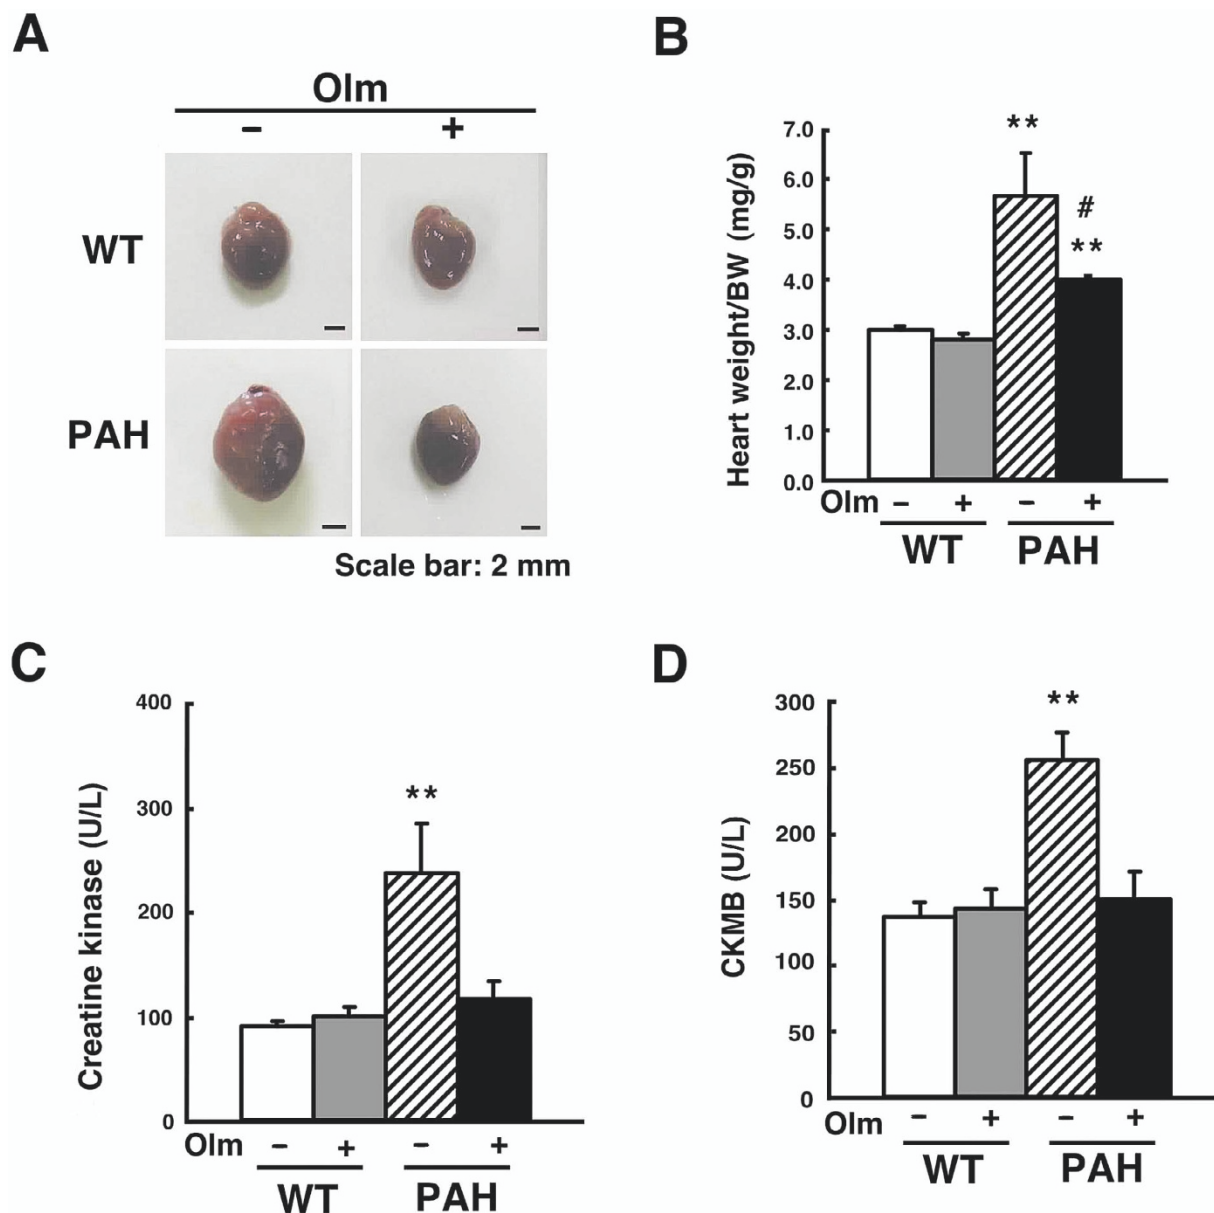 A
Olm
− +
WT
PAH
Scale bar: 2 mm
B
Heart weight/BW (mg/g)
7.0
6.0
5.0
4.0
3.0
2.0
1.0
0.0
**
#
**
Olm − + − +
WT PAH
C
Creatine kinase (U/L)
400
300
200
100
0
**
Olm − + − +
WT PAH
D
CKMB (U/L)
300
250
200
150
100
50
0
**
Olm − + − +
WT PAH